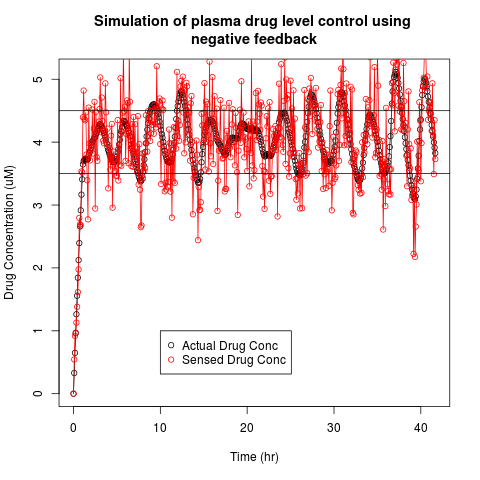 Simulation of plasma drug level control using
negative feedback
Drug Concentration (uM)
5
4
3
2
1
0
Actual Drug Conc
Sensed Drug Conc
0 10 20 30 40
Time (hr)